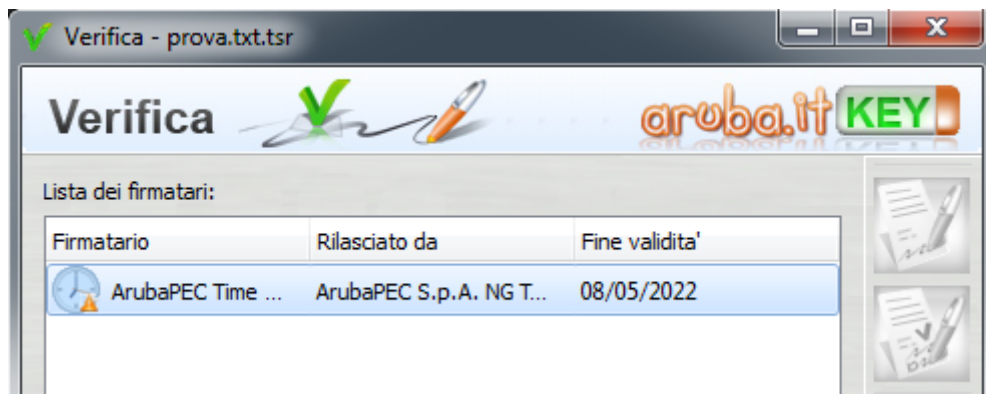 Verifica - prova.txt.tsr
Verifica aruba.it KEY
Lista dei firmatari:
Firmatario Rilasciato da Fine validita'
ArubaPEC Time ... ArubaPEC S.p.A. NG T... 08/05/2022